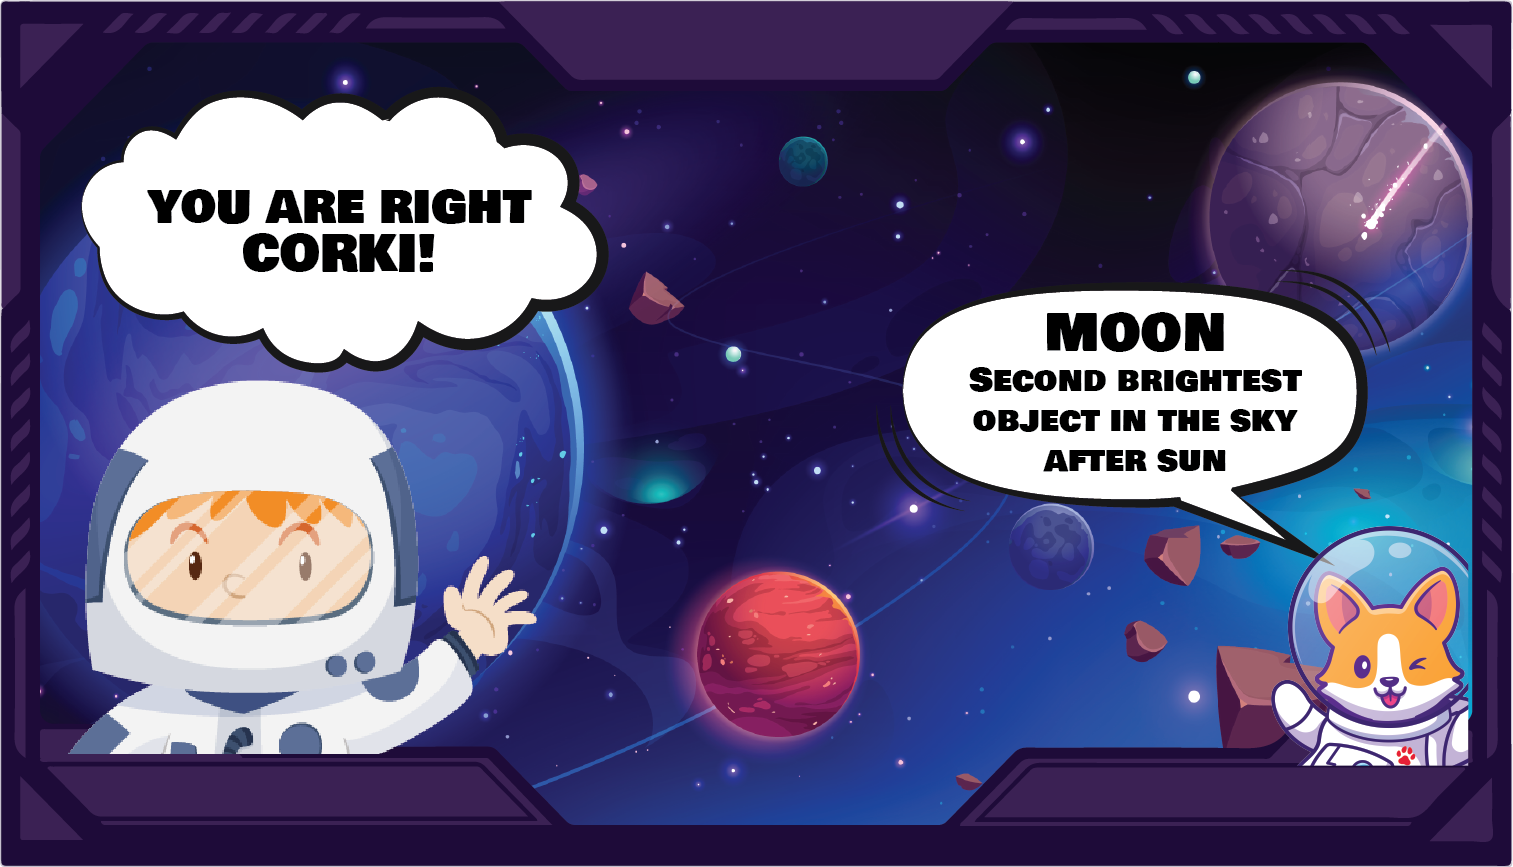 YOU ARE RIGHT
CORKI!
MOON
SECOND BRIGHTEST
OBJECT IN THE SKY
AFTER SUN